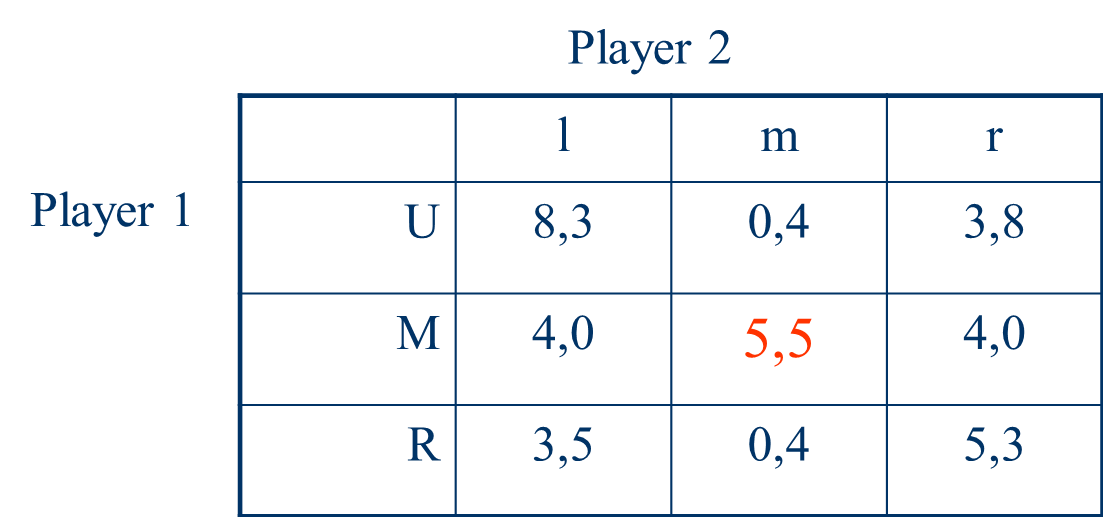 Player 2
l m r
Player 1
U 8,3 0,4 3,8
M 4,0 5,5 4,0
R 3,5 0,4 5,3